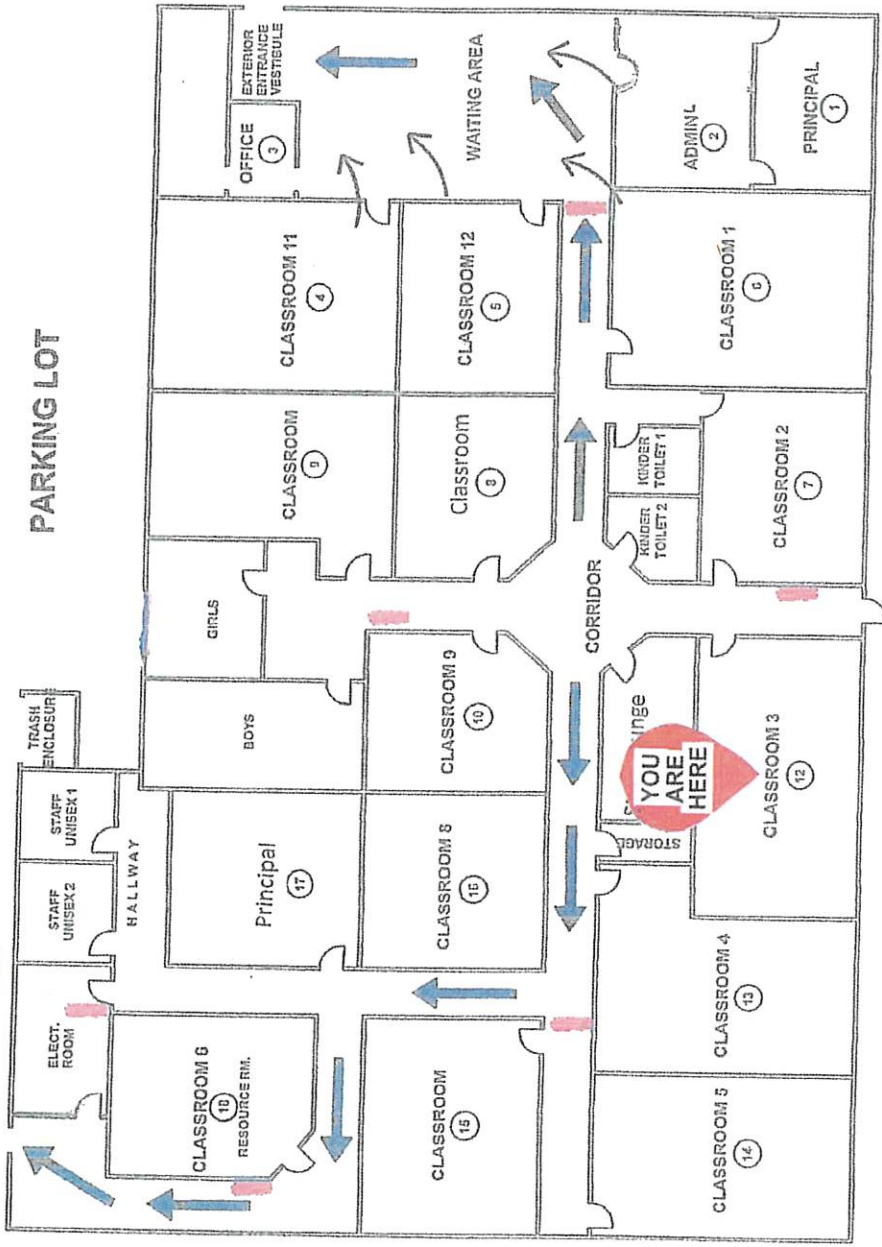 PARKING LOT
TRASH
ENCLOSURE
STAFF
UNISEX 1
STAFF
UNISEX 2
ELECT.
ROOM
HALLWAY
GIRLS
BOYS
Principal
17
CLASSROOM 6
18
RESOURCE RM.
EXTERIOR
ENTRANCE
VESTIBULE
OFFICE
3
WAITING AREA
CLASSROOM 11
4
CLASSROOM 12
5
CLASSROOM
9
Classroom
8
CLASSROOM 9
10
CLASSROOM 8
16
CLASSROOM
15
CORRIDOR
ADMINL
2
PRINCIPAL
1
CLASSROOM 1
6
KINDER
TOILET 1
KINDER
TOILET 2
CLASSROOM 2
7
YOU
ARE
HERE
STORAGE
CLASSROOM 3
12
CLASSROOM 4
13
CLASSROOM 5
14